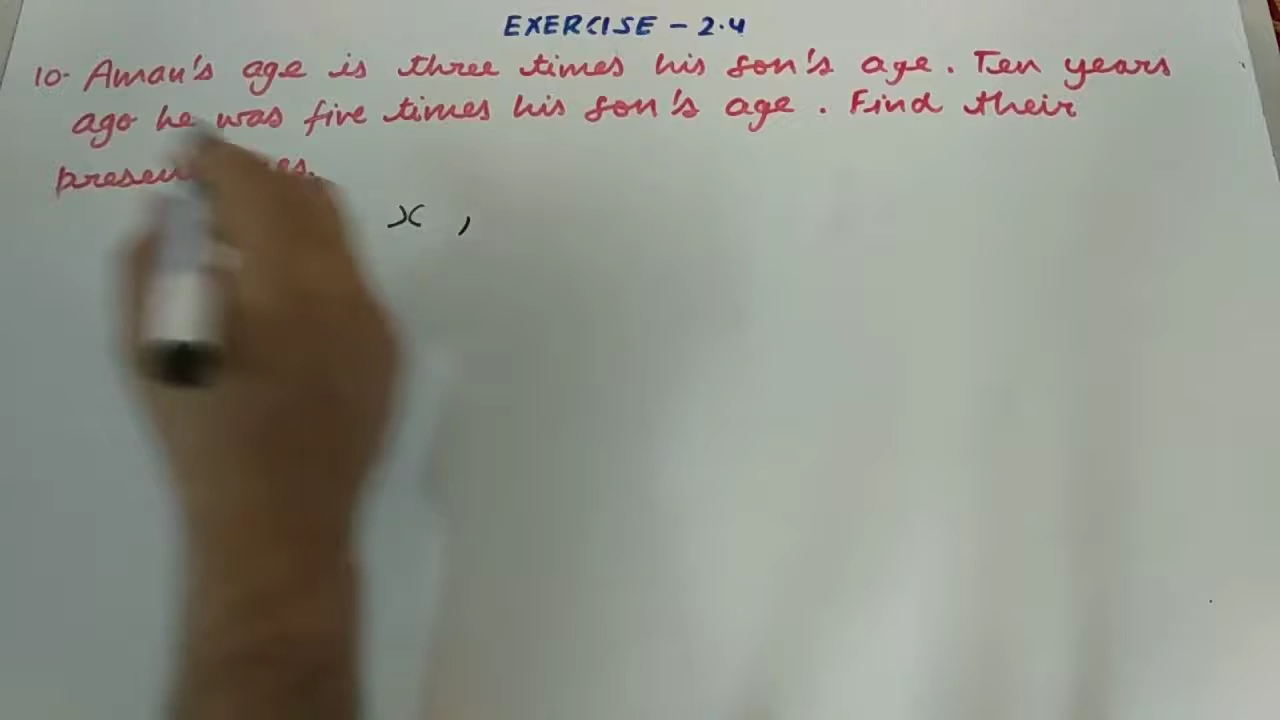 EXERCISE - 2.4
10. Aman's age is three times his son's age. Ten years
ago he was five times his son's age. Find their
x ,